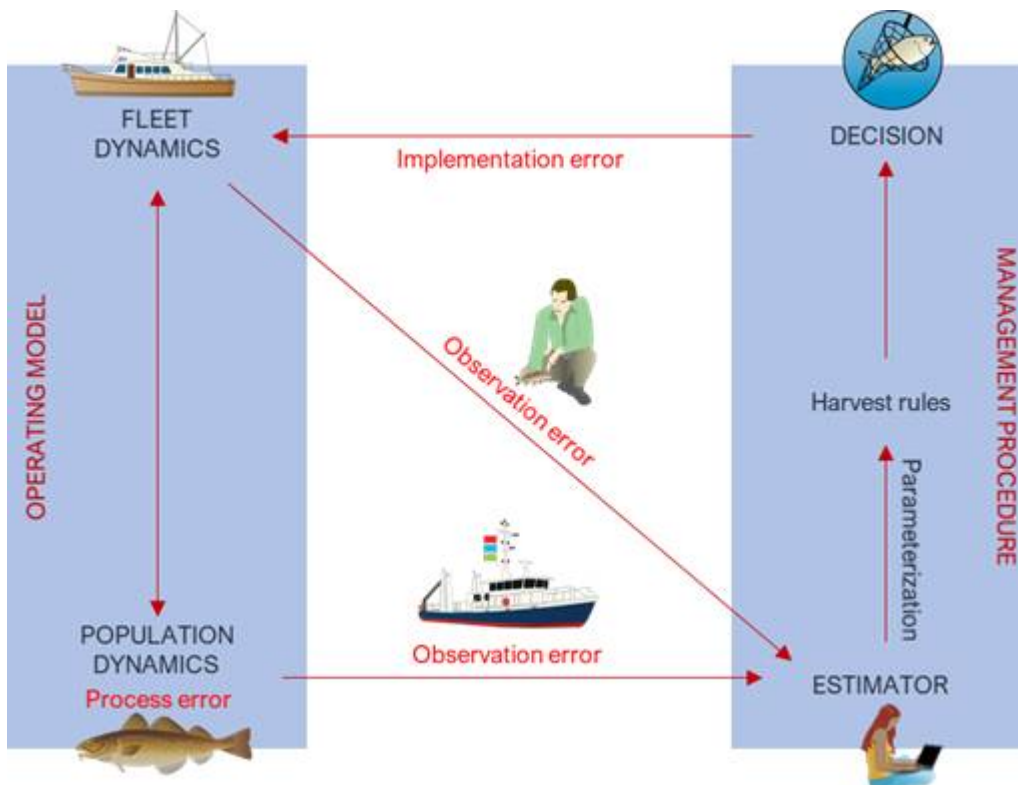 FLEET
DYNAMICS
DECISION
Implementation error
OPERATING MODEL
Observation error
MANAGEMENT PROCEDURE
Harvest rules
Parameterization
POPULATION
DYNAMICS
Process error
Observation error
ESTIMATOR